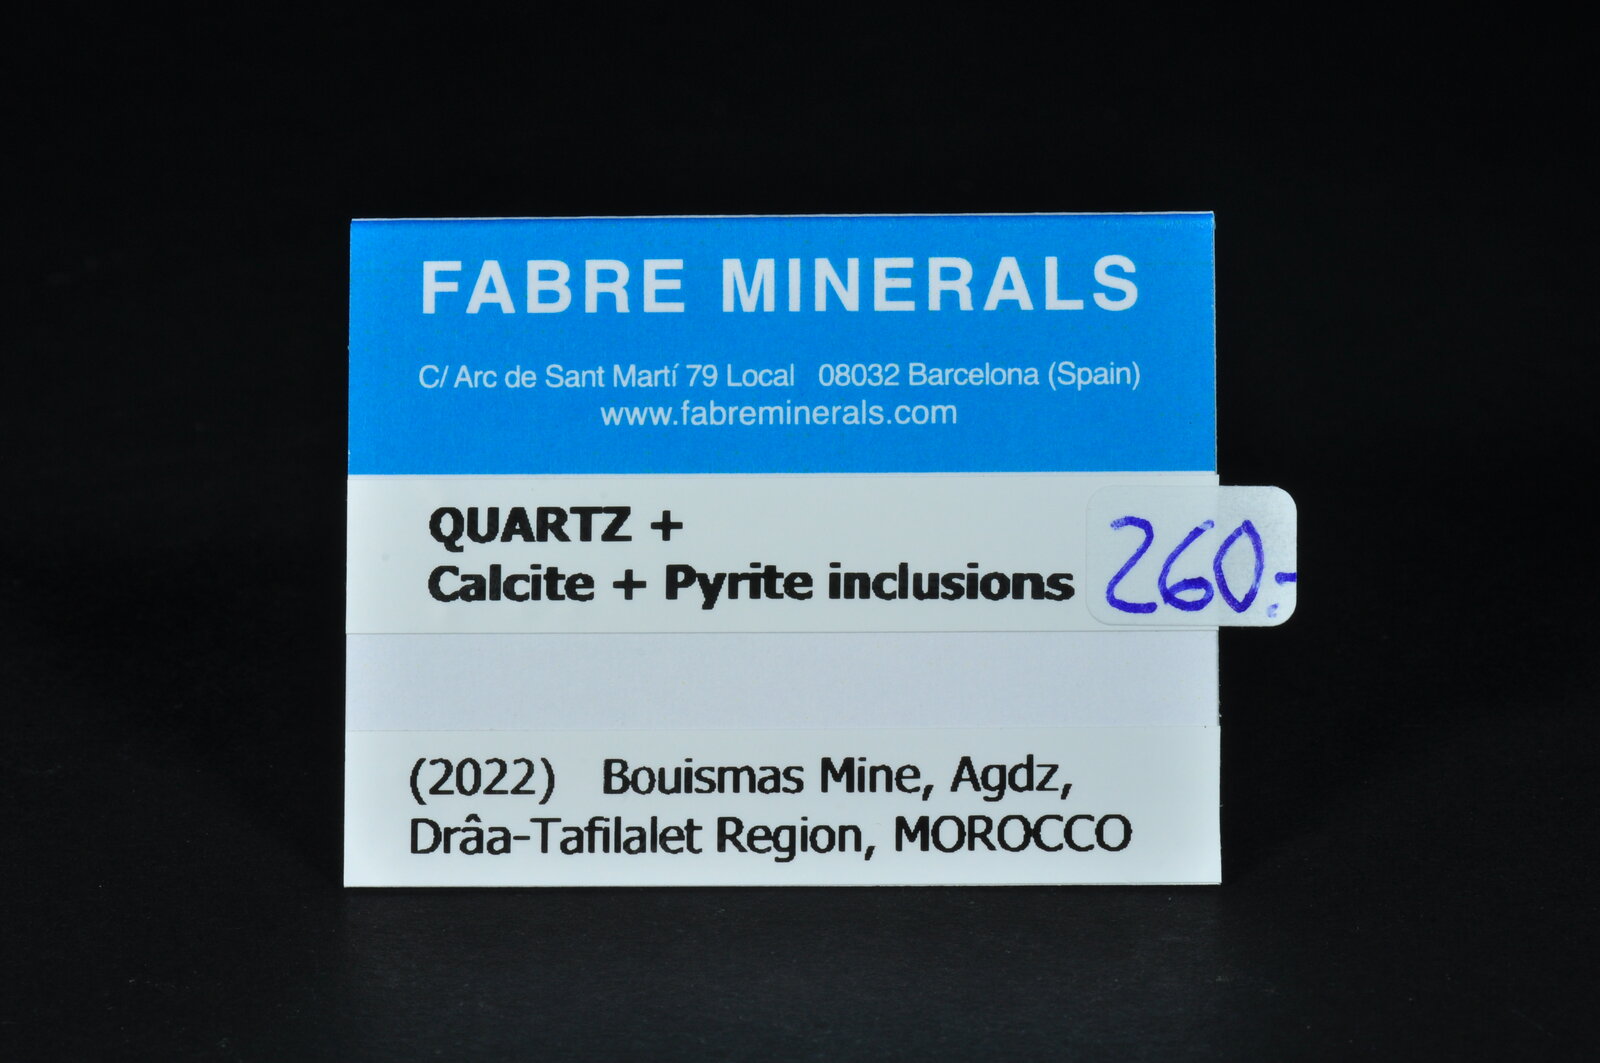 FABRE MINERALS
C/ Arc de Sant Martí 79 Local 08032 Barcelona (Spain)
www.fabreminerals.com
QUARTZ +
Calcite + Pyrite inclusions
260.-
(2022) Bouismas Mine, Agdz,
Drâa-Tafilalet Region, MOROCCO